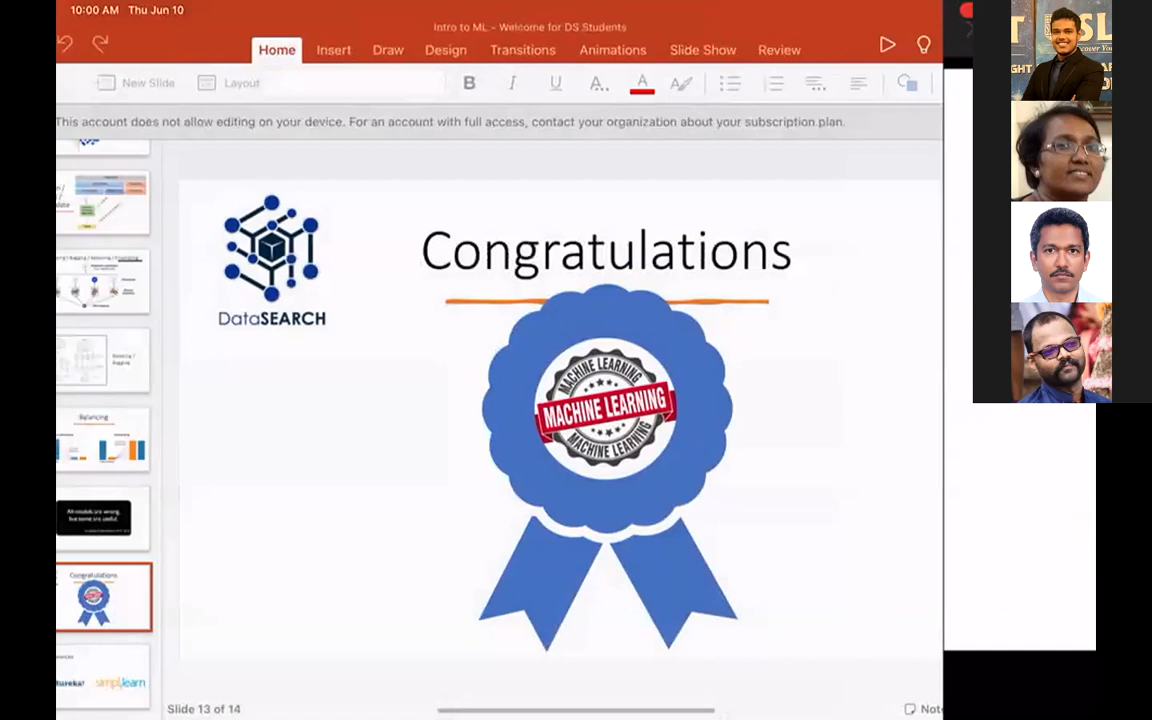 10:00 AM Thu Jun 10
Intro to ML - Welcome for DS Students
Home Insert Draw Design Transitions Animations Slide Show Review
New Slide Layout B I U A A
This account does not allow editing on your device. For an account with full access, contact your organization about your subscription plan.
DataSEARCH
Congratulations
MACHINE LEARNING
MACHINE LEARNING
MACHINE LEARNING
Balancing
All models are wrong,
but some are useful.
Congratulations
simplilearn
Slide 13 of 14